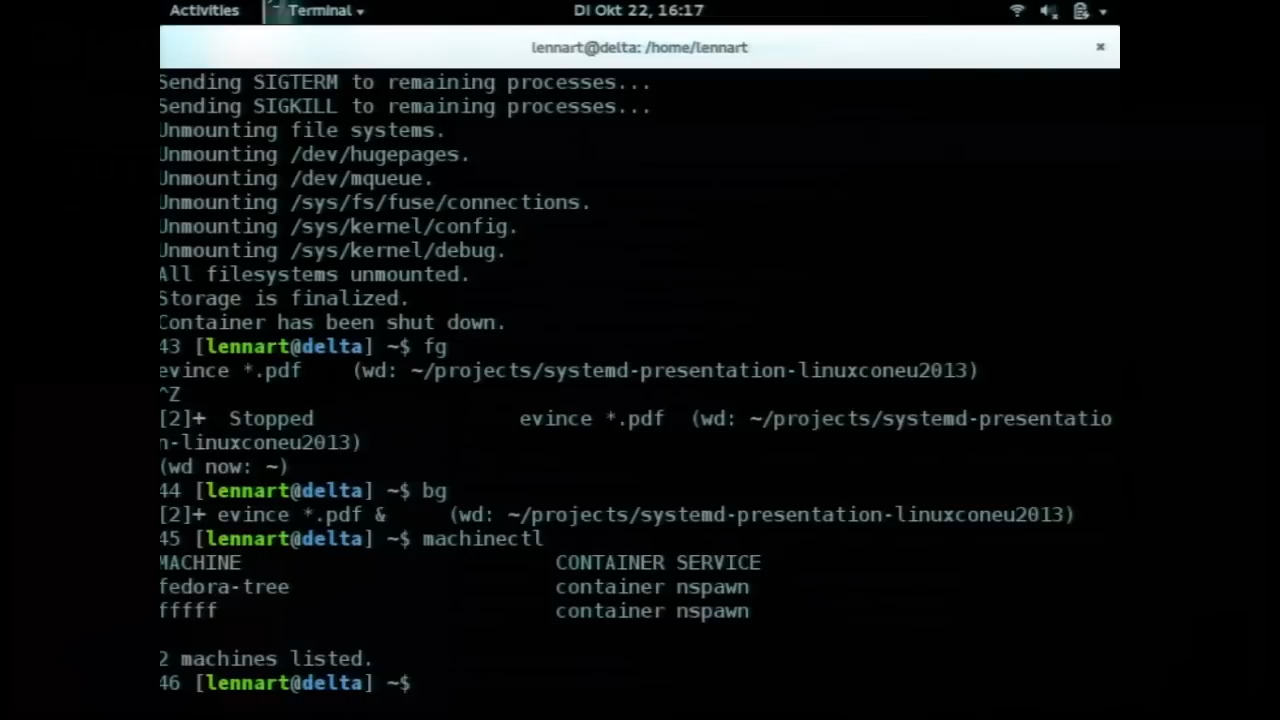 Activities Terminal DI Okt 22, 16:17
lennart@delta: /home/lennart ×
Sending SIGTERM to remaining processes...
Sending SIGKILL to remaining processes...
Unmounting file systems.
Unmounting /dev/hugepages.
Unmounting /dev/mqueue.
Unmounting /sys/fs/fuse/connections.
Unmounting /sys/kernel/config.
Unmounting /sys/kernel/debug.
All filesystems unmounted.
Storage is finalized.
Container has been shut down.
43 [lennart@delta] ~$ fg
evince *.pdf    (wd: ~/projects/systemd-presentation-linuxconeu2013)
^Z
[2]+  Stopped                 evince *.pdf  (wd: ~/projects/systemd-presentatio
n-linuxconeu2013)
(wd now: ~)
44 [lennart@delta] ~$ bg
[2]+ evince *.pdf &     (wd: ~/projects/systemd-presentation-linuxconeu2013)
45 [lennart@delta] ~$ machinectl
MACHINE                          CONTAINER SERVICE
fedora-tree                      container nspawn
fffff                            container nspawn
2 machines listed.
46 [lennart@delta] ~$